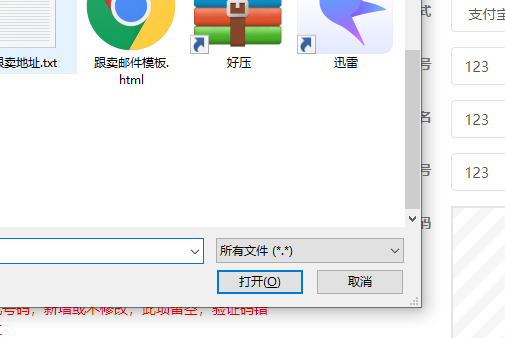 跟卖地址.txt
跟卖邮件模板.
html
好压
迅雷
式
支付宝
号
123
名
123
号
123
码
所有文件 (*.*)
打开(O)
取消
号码，新增或不修改，此项留空，验证码错